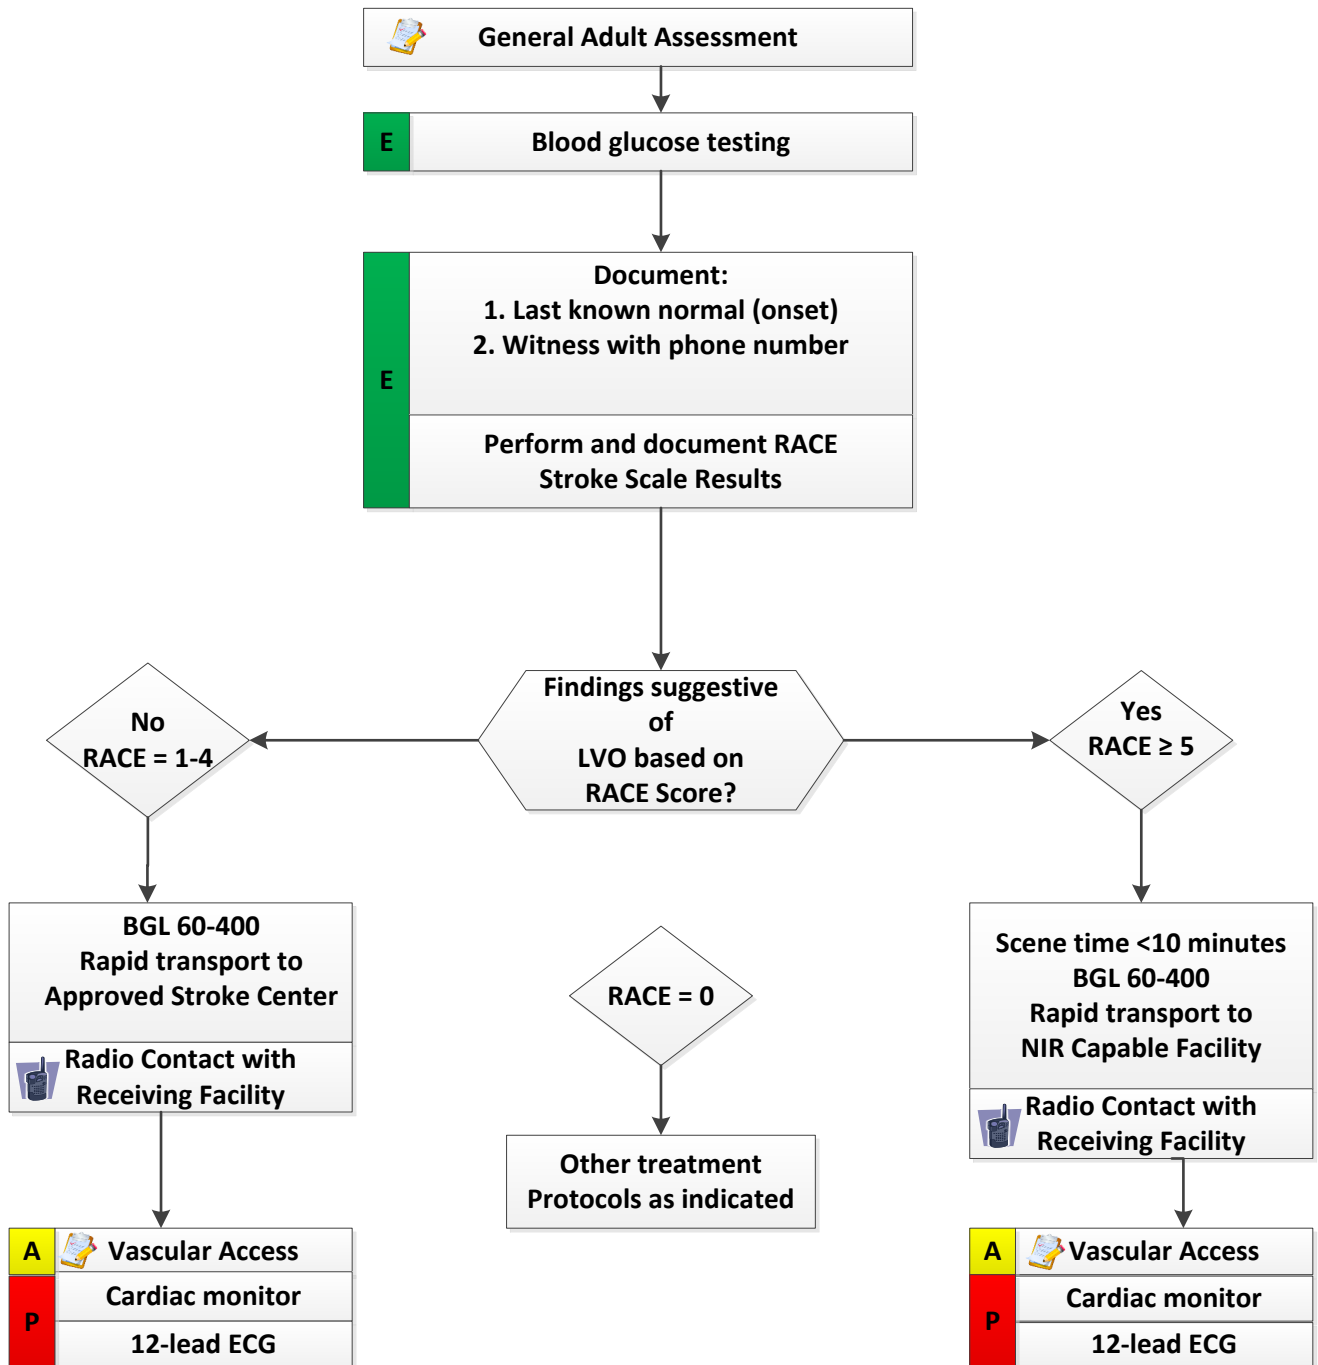 General Adult Assessment
E
Blood glucose testing
E
Document:
1. Last known normal (onset)
2. Witness with phone number
Perform and document RACE
Stroke Scale Results
Findings suggestive
of
LVO based on
RACE Score?
No
RACE = 1-4
Yes
RACE ≥ 5
BGL 60-400
Rapid transport to
Approved Stroke Center
Radio Contact with
Receiving Facility
A
Vascular Access
P
Cardiac monitor
12-lead ECG
RACE = 0
Other treatment
Protocols as indicated
Scene time <10 minutes
BGL 60-400
Rapid transport to
NIR Capable Facility
Radio Contact with
Receiving Facility
A
Vascular Access
P
Cardiac monitor
12-lead ECG